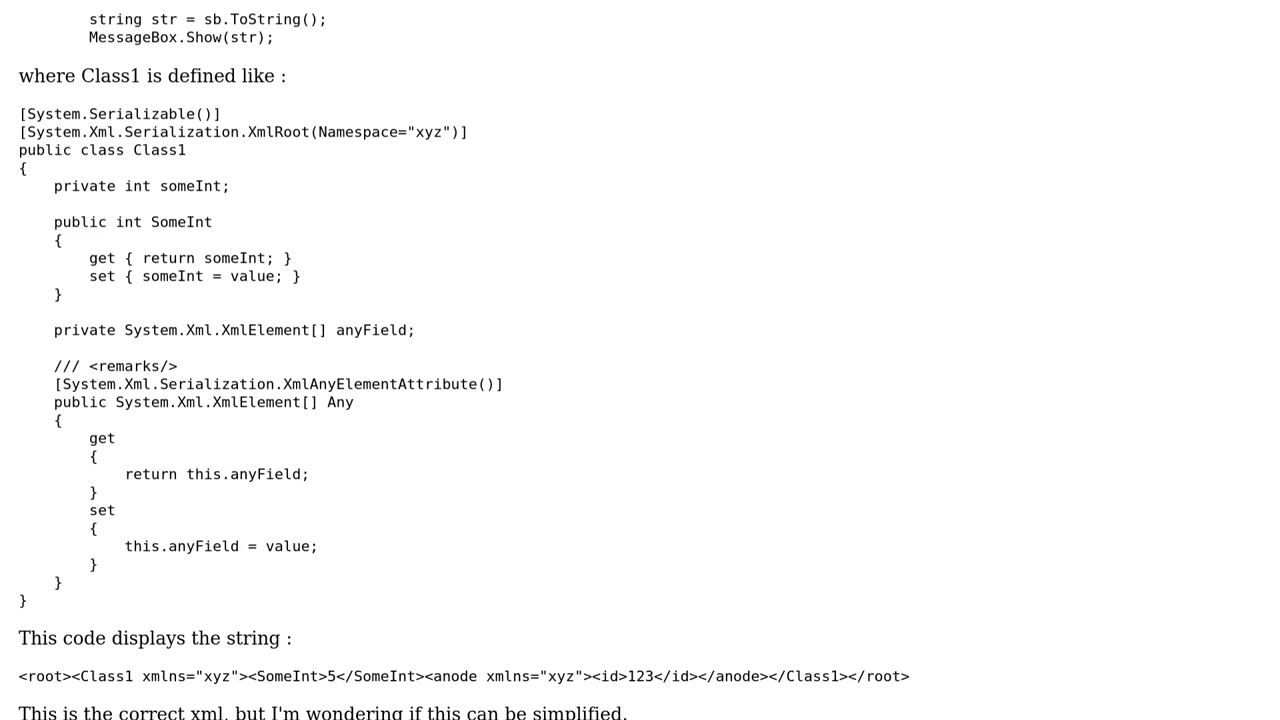 string str = sb.ToString();
        MessageBox.Show(str);
where Class1 is defined like :
[System.Serializable()]
[System.Xml.Serialization.XmlRoot(Namespace="xyz")]
public class Class1
{
    private int someInt;
    public int SomeInt
    {
        get { return someInt; }
        set { someInt = value; }
    }
    private System.Xml.XmlElement[] anyField;
    /// <remarks/>
    [System.Xml.Serialization.XmlAnyElementAttribute()]
    public System.Xml.XmlElement[] Any
    {
        get
        {
            return this.anyField;
        }
        set
        {
            this.anyField = value;
        }
    }
}
This code displays the string :
<root><Class1 xmlns="xyz"><SomeInt>5</SomeInt><anode xmlns="xyz"><id>123</id></anode></Class1></root>
This is the correct xml, but I'm wondering if this can be simplified.